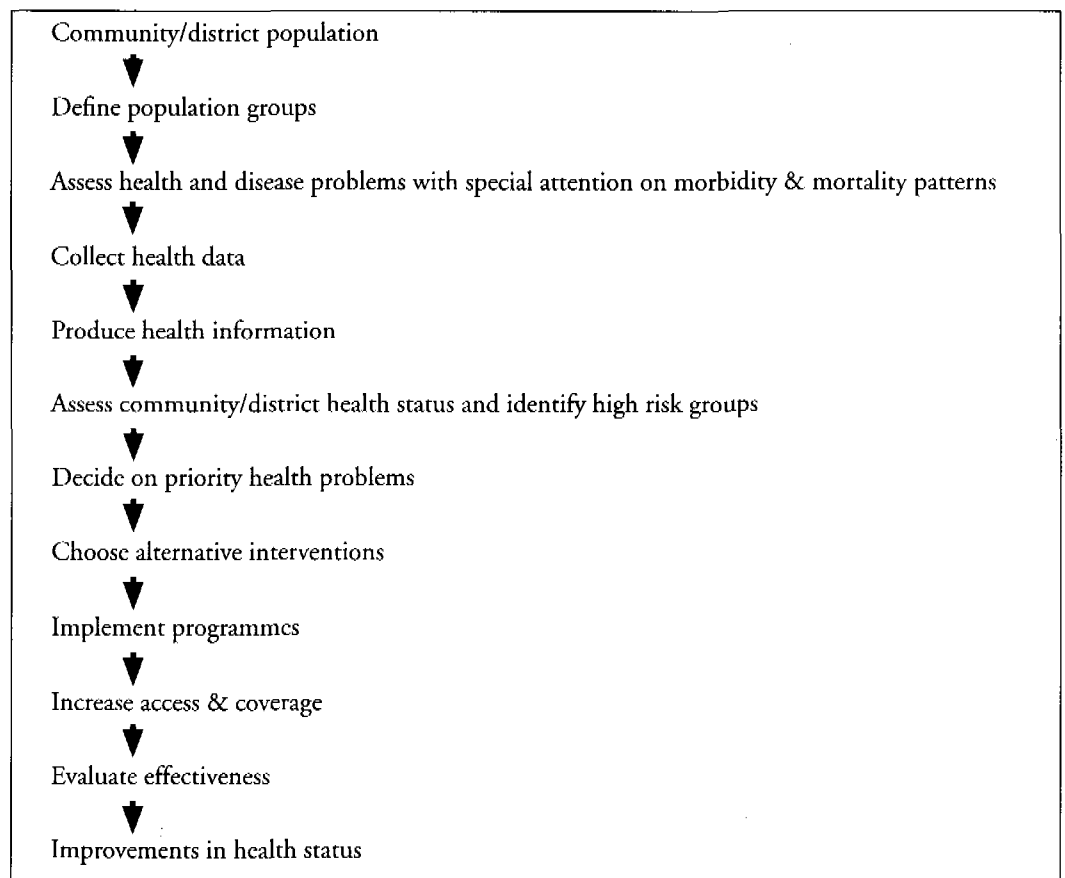 Community/district population
Define population groups
Assess health and disease problems with special attention on morbidity & mortality patterns
Collect health data
Produce health information
Assess community/district health status and identify high risk groups
Decide on priority health problems
Choose alternative interventions
Implement programmes
Increase access & coverage
Evaluate effectiveness
Improvements in health status